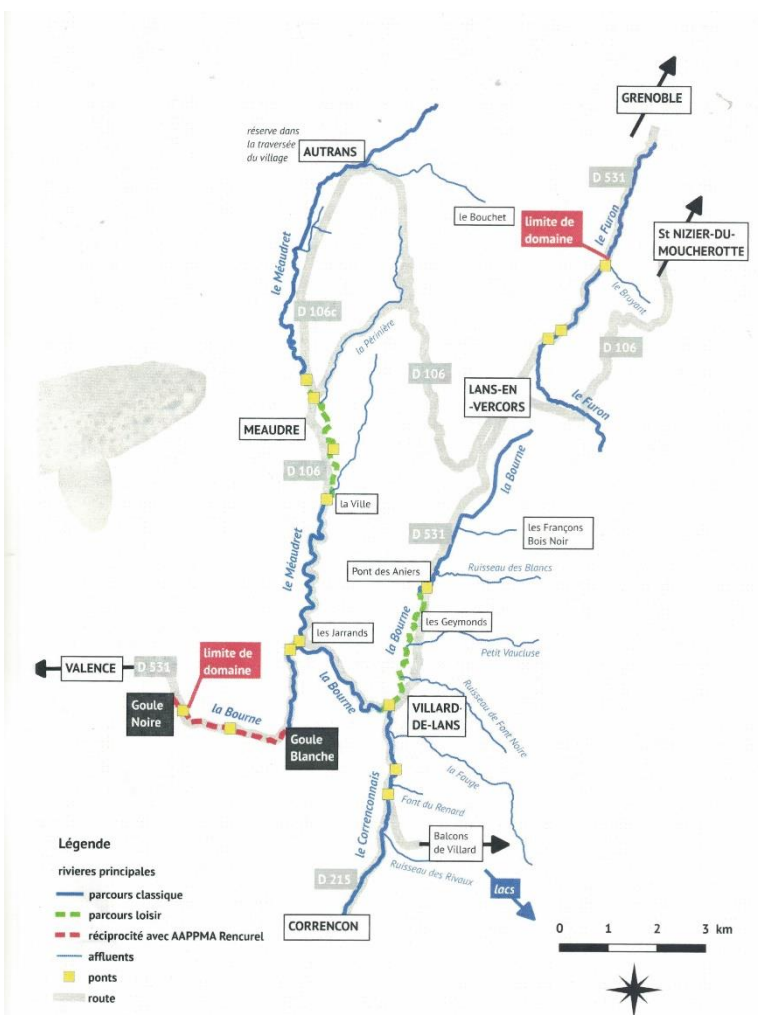 GRENOBLE
réserve dans
la traversée
du village
AUTRANS
D 531
le Bouchet
limite de
domaine
le Furon
St NIZIER-DU-
MOUCHEROTTE
le Méaudret
le Bruyant
D 106c
la Périnière
D 106
D 106
LANS-EN
-VERCORS
le Furon
MEAUDRE
la Bourne
D 106
la Ville
les Françons
Bois Noir
D 531
le Méaudret
Pont des Aniers
Ruisseau des Blancs
les Geymonds
la Bourne
les Jarrands
Petit Vaucluse
limite de
domaine
VALENCE
D 531
la Bourne
Ruisseau de Font Noire
Goule
Noire
la Bourne
VILLARD-
DE-LANS
Goule
Blanche
la Fauge
le Correnconnais
Font du Renard
Balcons
de Villard
Ruisseau des Rivaux
D 215
lacs
CORRENCON
Légende
rivieres principales
parcours classique
parcours loisir
réciprocité avec AAPPMA Rencurel
affluents
ponts
route
0 1 2 3 km